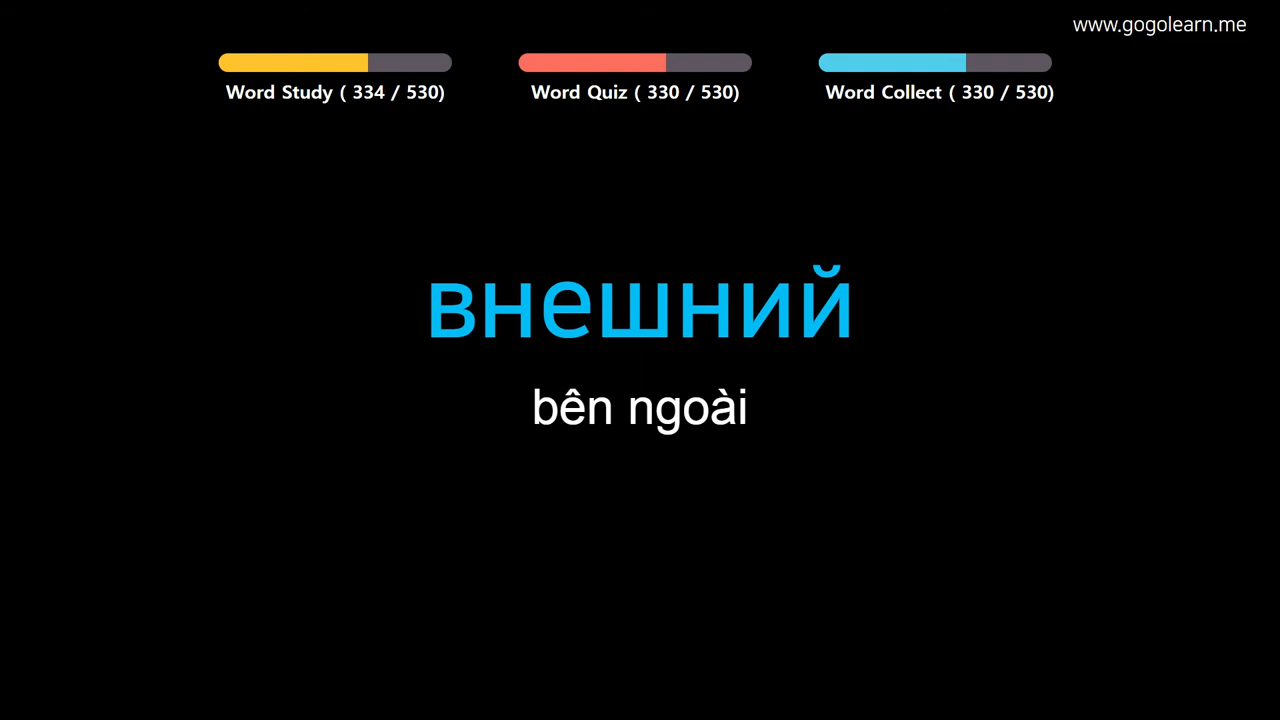 www.gogolearn.me
Word Study ( 334 / 530)
Word Quiz ( 330 / 530)
Word Collect ( 330 / 530)
внешний
bên ngoài